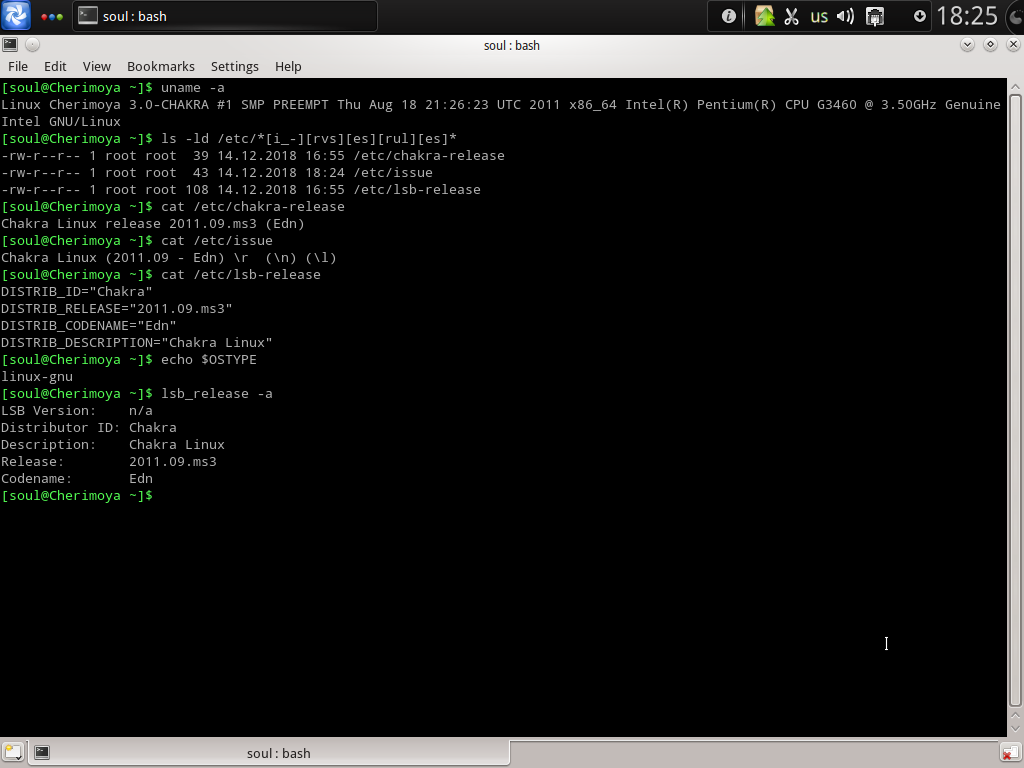 soul : bash
us
18:25
soul : bash
File Edit View Bookmarks Settings Help
[soul@Cherimoya ~]$ uname -a
Linux Cherimoya 3.0-CHAKRA #1 SMP PREEMPT Thu Aug 18 21:26:23 UTC 2011 x86_64 Intel(R) Pentium(R) CPU G3460 @ 3.50GHz Genuine
Intel GNU/Linux
[soul@Cherimoya ~]$ ls -ld /etc/*[i_-][rvs][es][rul][es]*
-rw-r--r-- 1 root root  39 14.12.2018 16:55 /etc/chakra-release
-rw-r--r-- 1 root root  43 14.12.2018 18:24 /etc/issue
-rw-r--r-- 1 root root 108 14.12.2018 16:55 /etc/lsb-release
[soul@Cherimoya ~]$ cat /etc/chakra-release
Chakra Linux release 2011.09.ms3 (Edn)
[soul@Cherimoya ~]$ cat /etc/issue
Chakra Linux (2011.09 - Edn) \r  (\n) (\l)
[soul@Cherimoya ~]$ cat /etc/lsb-release
DISTRIB_ID="Chakra"
DISTRIB_RELEASE="2011.09.ms3"
DISTRIB_CODENAME="Edn"
DISTRIB_DESCRIPTION="Chakra Linux"
[soul@Cherimoya ~]$ echo $OSTYPE
linux-gnu
[soul@Cherimoya ~]$ lsb_release -a
LSB Version:    n/a
Distributor ID: Chakra
Description:    Chakra Linux
Release:        2011.09.ms3
Codename:       Edn
[soul@Cherimoya ~]$
soul : bash